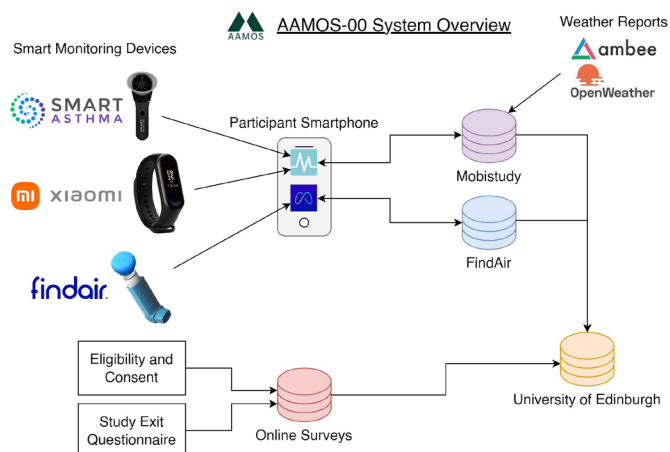 AAMOS
AAMOS-00 System Overview
Weather Reports
ambee
OpenWeather
Smart Monitoring Devices
SMART
ASTHMA
Participant Smartphone
Mobistudy
mi xiaomi
FindAir
findair.
Eligibility and
Consent
Study Exit
Questionnaire
Online Surveys
University of Edinburgh